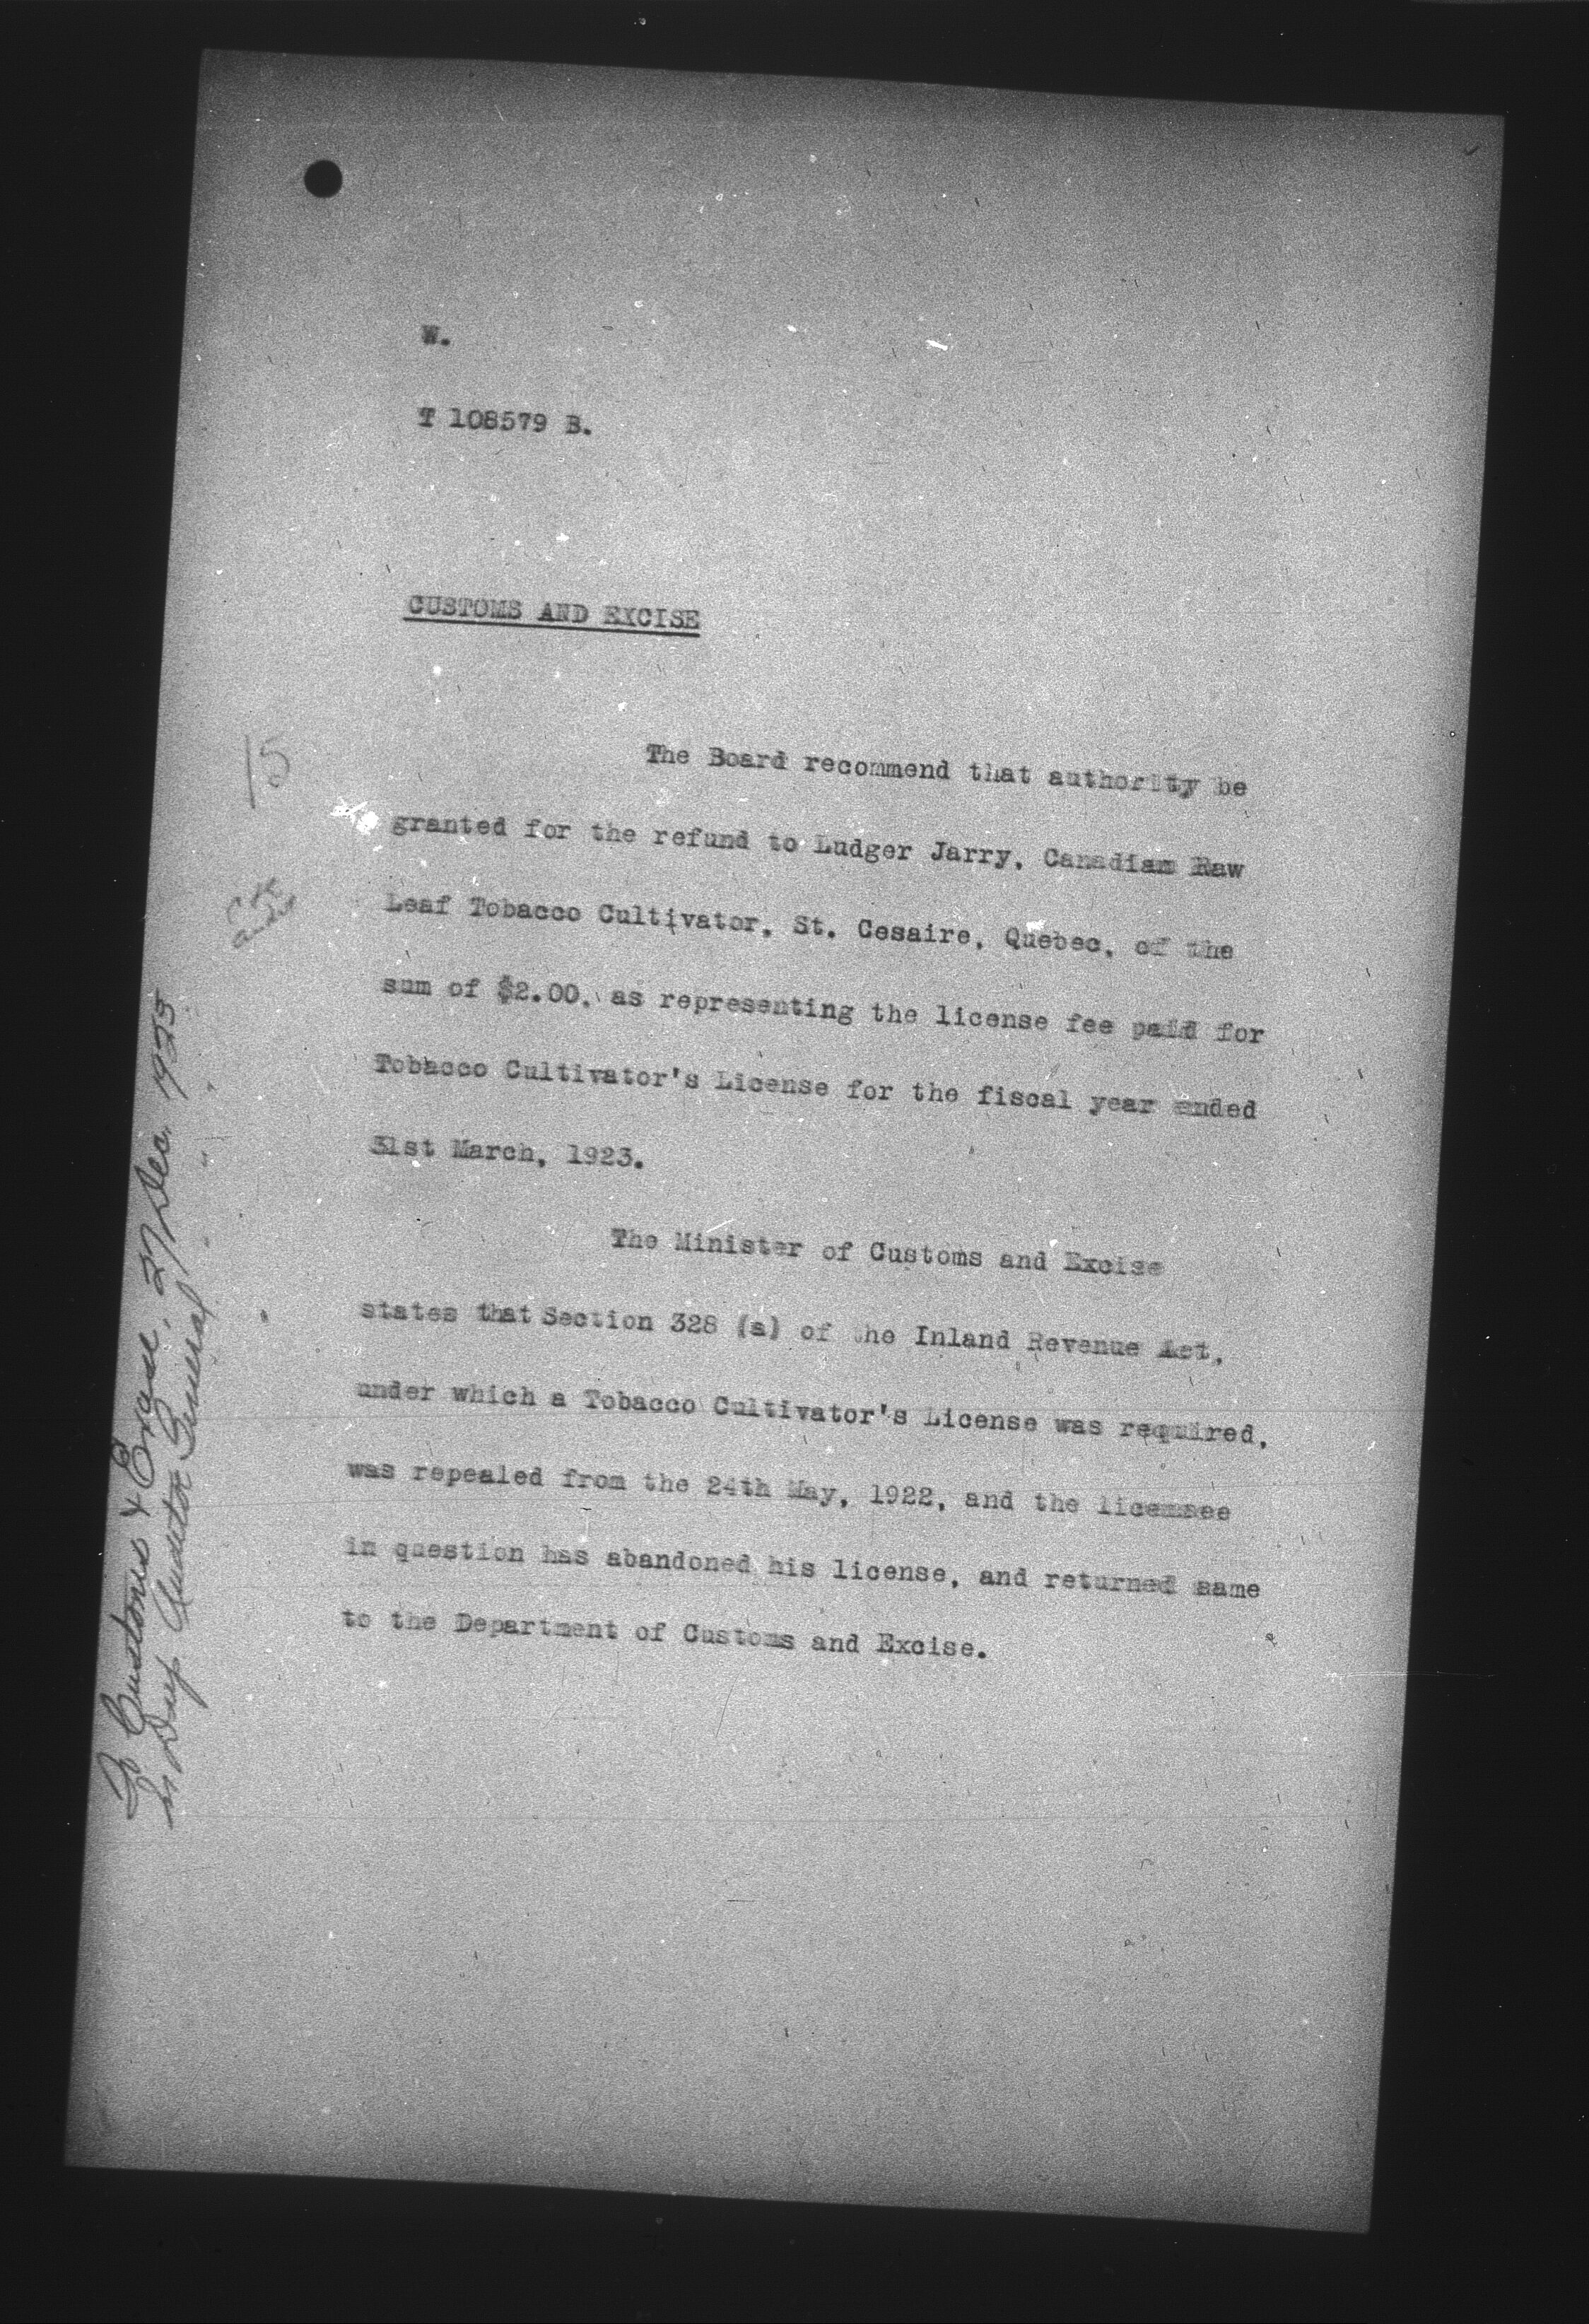 W.
T 108579 B.
CUSTOMS AND EXCISE
15
The Board recommend that authority be
granted for the refund to Ludger Jarry, Canadian Raw
Leaf Tobacco Cultivator, St. Cesaire, Quebec, of the
sum of $2.00, as representing the license fee paid for
Tobacco Cultivator's License for the fiscal year ended
31st March, 1923.
The Minister of Customs and Excise
states that Section 328 (a) of the Inland Revenue Act,
under which a Tobacco Cultivator's License was required,
was repealed from the 24th May, 1922, and the licensee
in question has abandoned his license, and returned same
to the Department of Customs and Excise.
To Customs & Excise, 27 Dec. 1923
Auditor General " " "